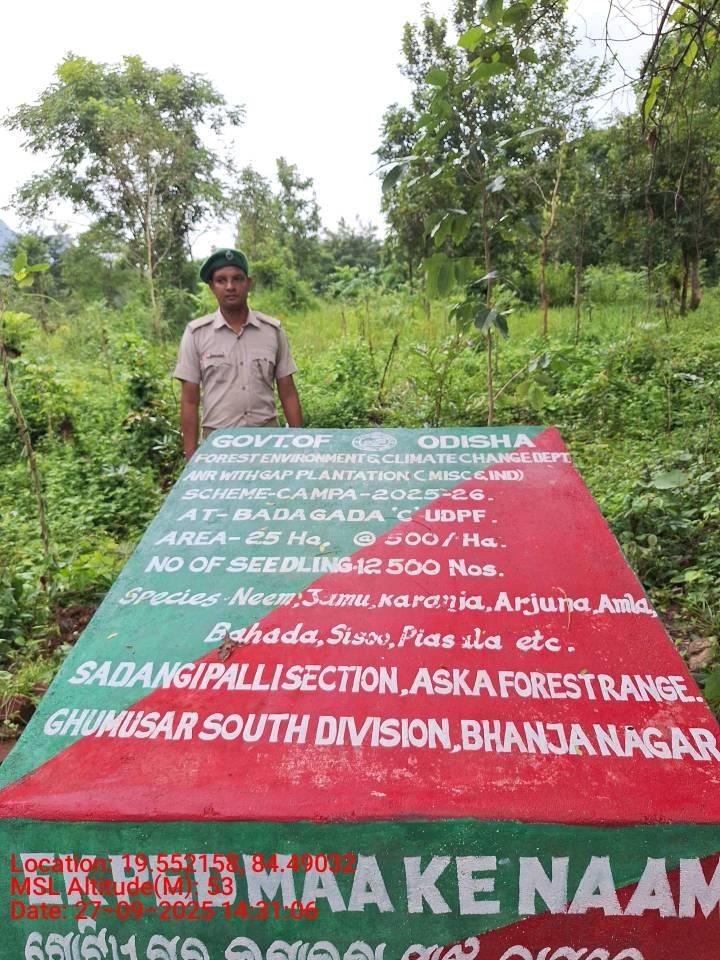 GOVT. OF ODISHA
FOREST ENVIRONMENT & CLIMATE CHANGE DEPT
ANR WITH GAP PLANTATION (MISC & IND)
SCHEME-CAMPA-2025-26.
AT- BADAGADA 'C' UDPF.
AREA- 25 Ha, @ 500/Ha.
NO OF SEEDLING-12500 Nos.
Species-Neem, Jamu, Karanja, Arjuna, Amla,
Bahada, Sisoo, Piasala etc.
SADANGIPALLI SECTION, ASKA FOREST RANGE.
GHUMUSAR SOUTH DIVISION, BHANJANAGAR
MAA KE NAAM
Location: 19.552158, 84.49032
MSL Altitude(M): 53
Date: 27-09-2025 14:31:06